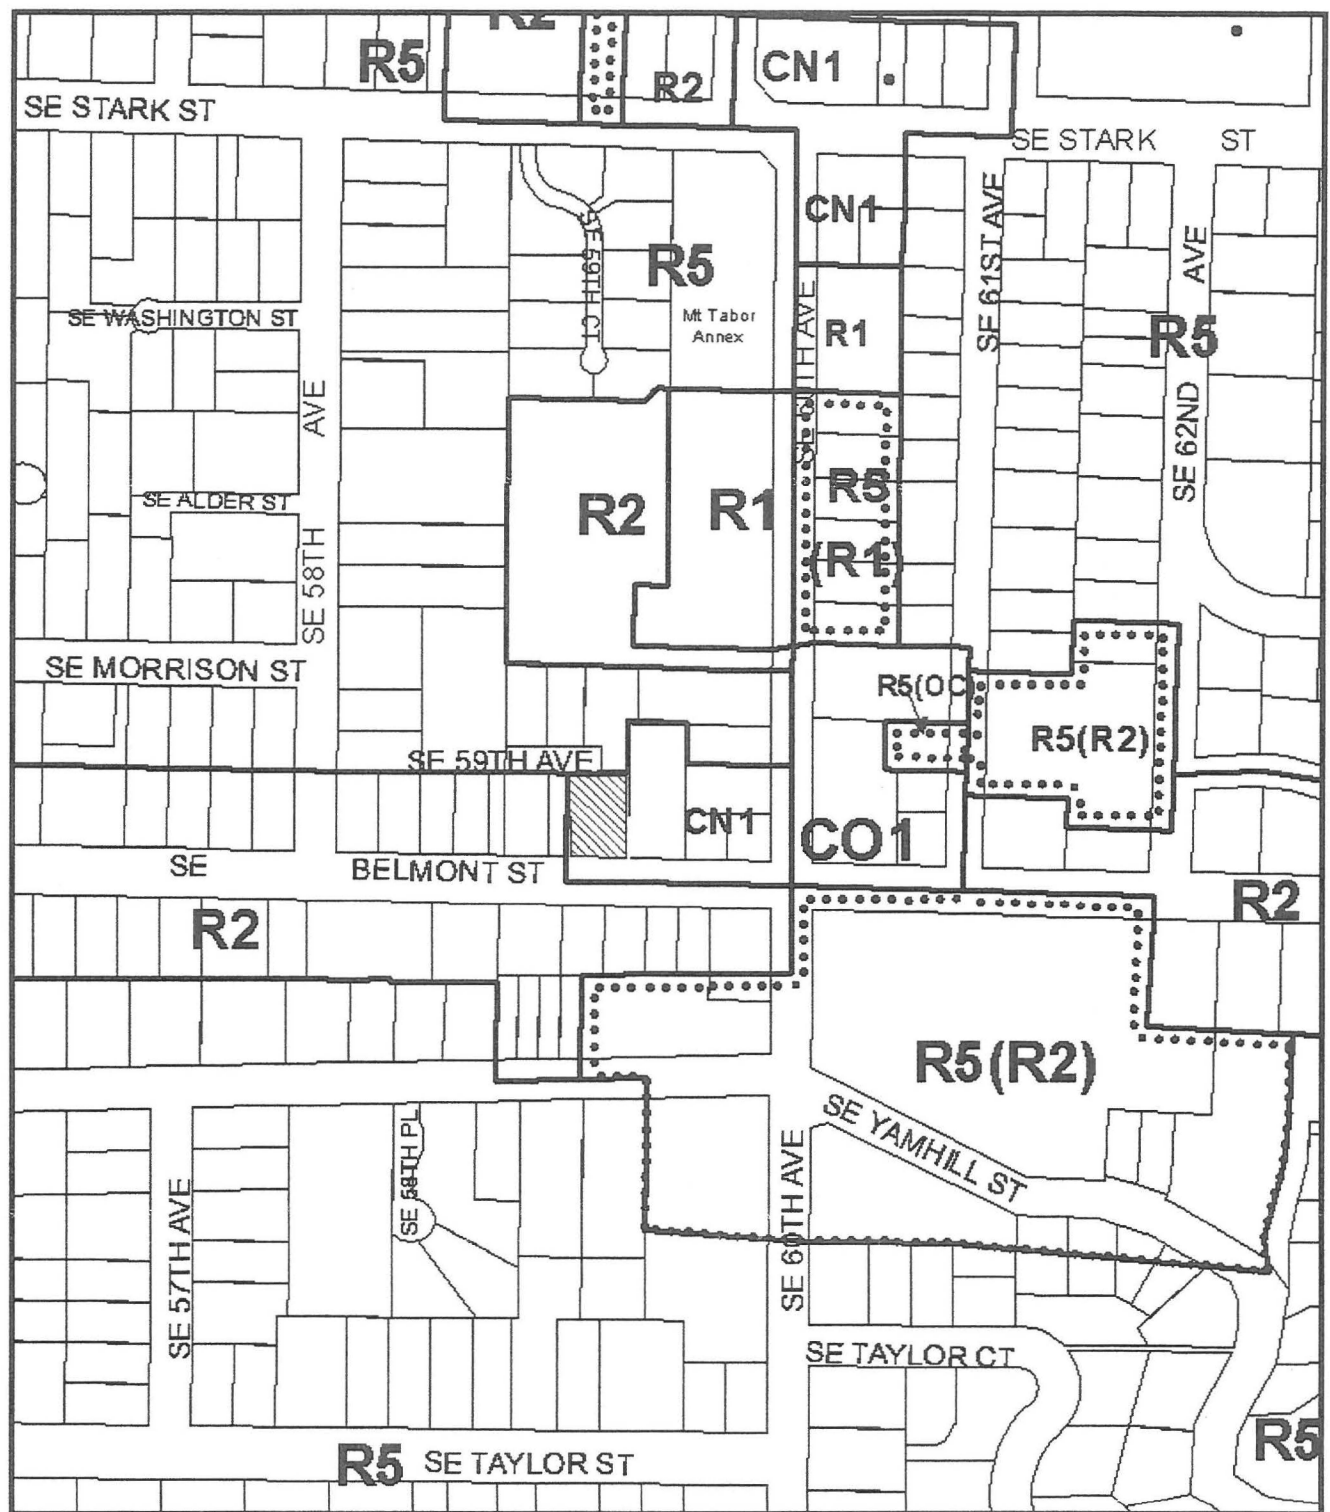 R2
R5
R2
CN1
SE STARK ST
SE STARK ST
CN1
SE 59TH CT
R5
SE 61ST AVE
SE 62ND AVE
SE WASHINGTON ST
Mt Tabor
Annex
R1
R5
SE 60TH AVE
SE 58TH AVE
SE ALDER ST
R2
R1
R5
(R1)
SE MORRISON ST
R5(OC)
R5(R2)
SE 59TH AVE
CN1
CO1
SE BELMONT ST
R2
R2
R5(R2)
SE YAMHILL ST
SE 58TH PL
SE 57TH AVE
SE 60TH AVE
SE TAYLOR CT
R5
SE TAYLOR ST
R5